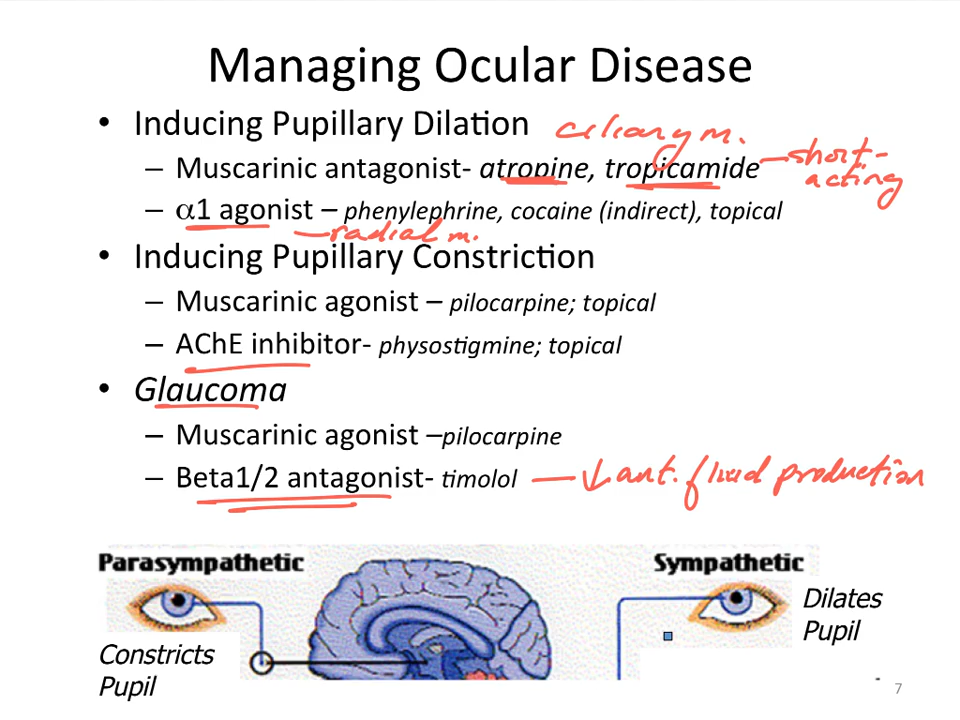 Managing Ocular Disease
• Inducing Pupillary Dilation ciliary m.
– Muscarinic antagonist- atropine, tropicamide —short-
acting
– α1 agonist – phenylephrine, cocaine (indirect), topical
—radial m.
• Inducing Pupillary Constriction
– Muscarinic agonist – pilocarpine; topical
– AChE inhibitor- physostigmine; topical
• Glaucoma
– Muscarinic agonist –pilocarpine
– Beta1/2 antagonist- timolol — ↓ ant. fluid production
Parasympathetic
Sympathetic
Dilates
Pupil
Constricts
Pupil
7